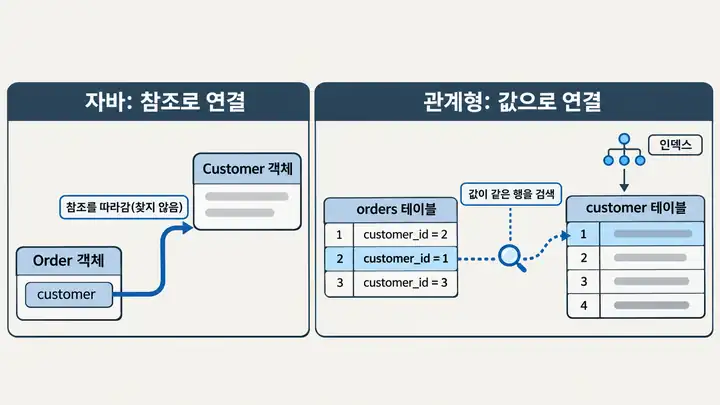 자바: 참조로 연결
Customer 객체
참조를 따라감(찾지 않음)
Order 객체
customer
관계형: 값으로 연결
인덱스
값이 같은 행을 검색
orders 테이블
1 customer_id = 2
2 customer_id = 1
3 customer_id = 3
customer 테이블
1
2
3
4